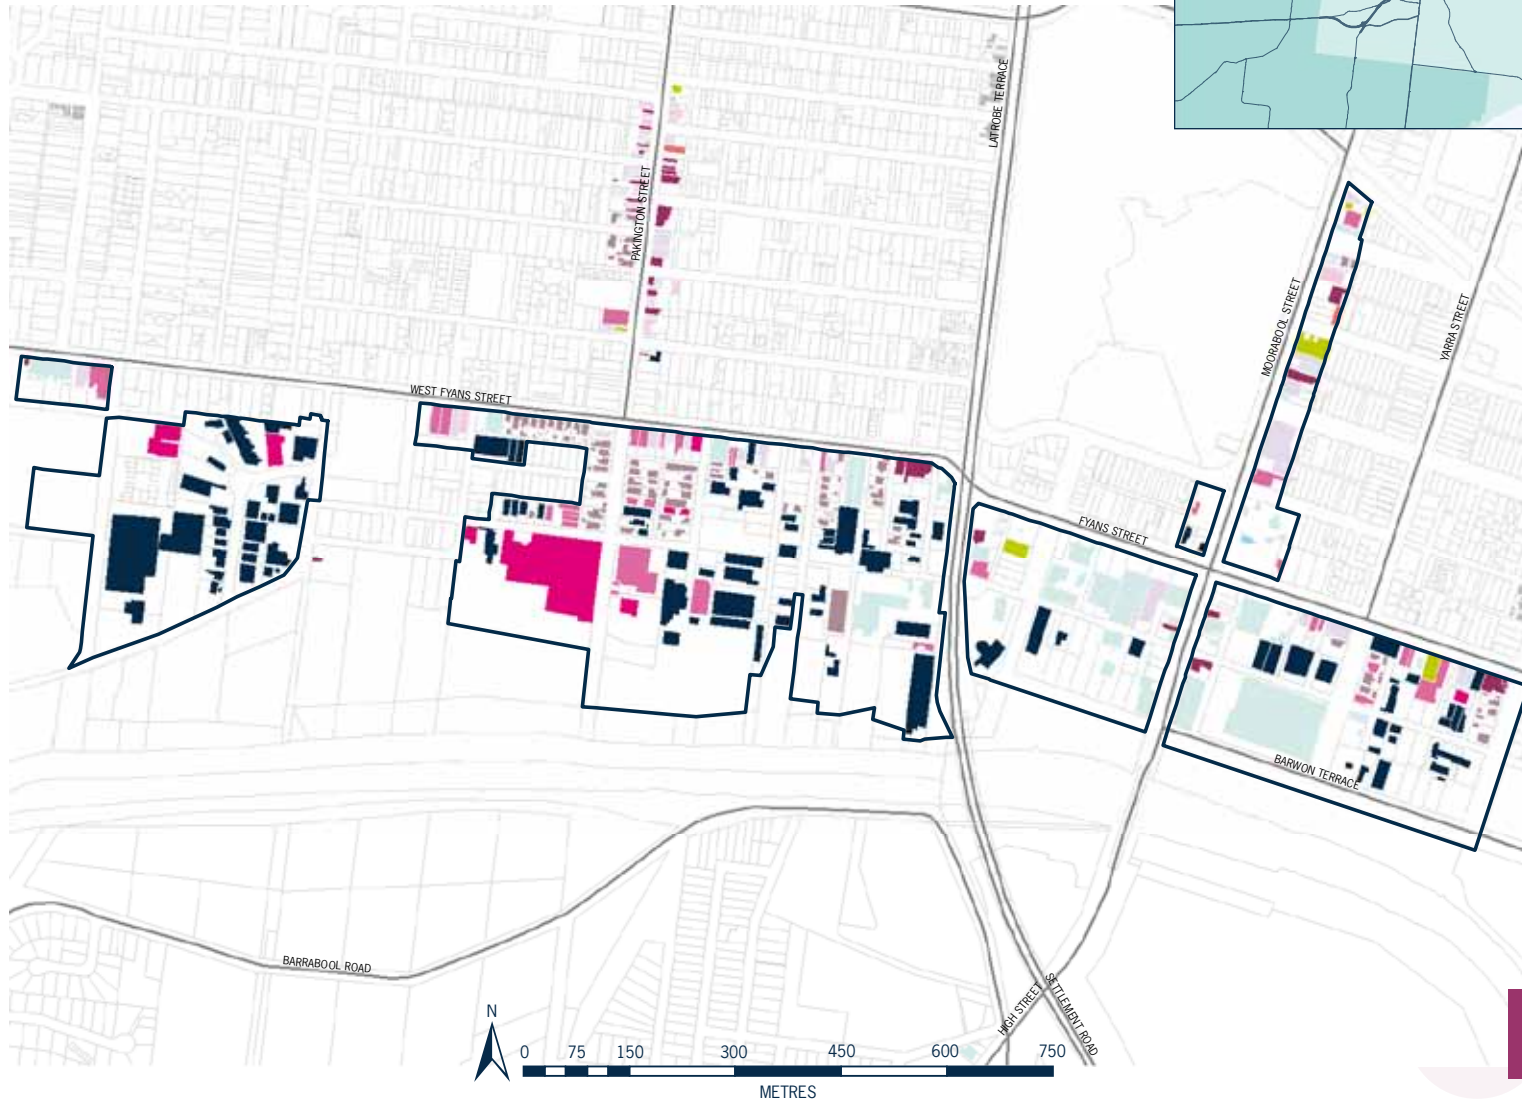 LATROBE TERRACE
PAKINGTON STREET
MOORABOOL STREET
YARRA STREET
WEST FYANS STREET
FYANS STREET
BARWON TERRACE
BARRABOOL ROAD
HIGH STREET
SETTLEMENT ROAD
N
0 75 150 300 450 600 750
METRES